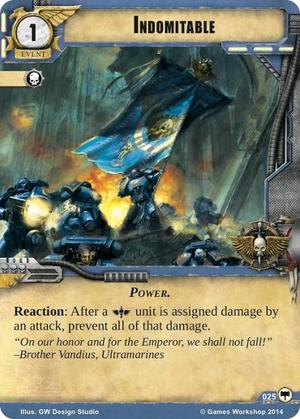 INDOMITABLE
1
EVENT
POWER.
Reaction: After a unit is assigned damage by
an attack, prevent all of that damage.
“On our honor and for the Emperor, we shall not fall!”
–Brother Vandius, Ultramarines
025
Illus. GW Design Studio
© Games Workshop 2014